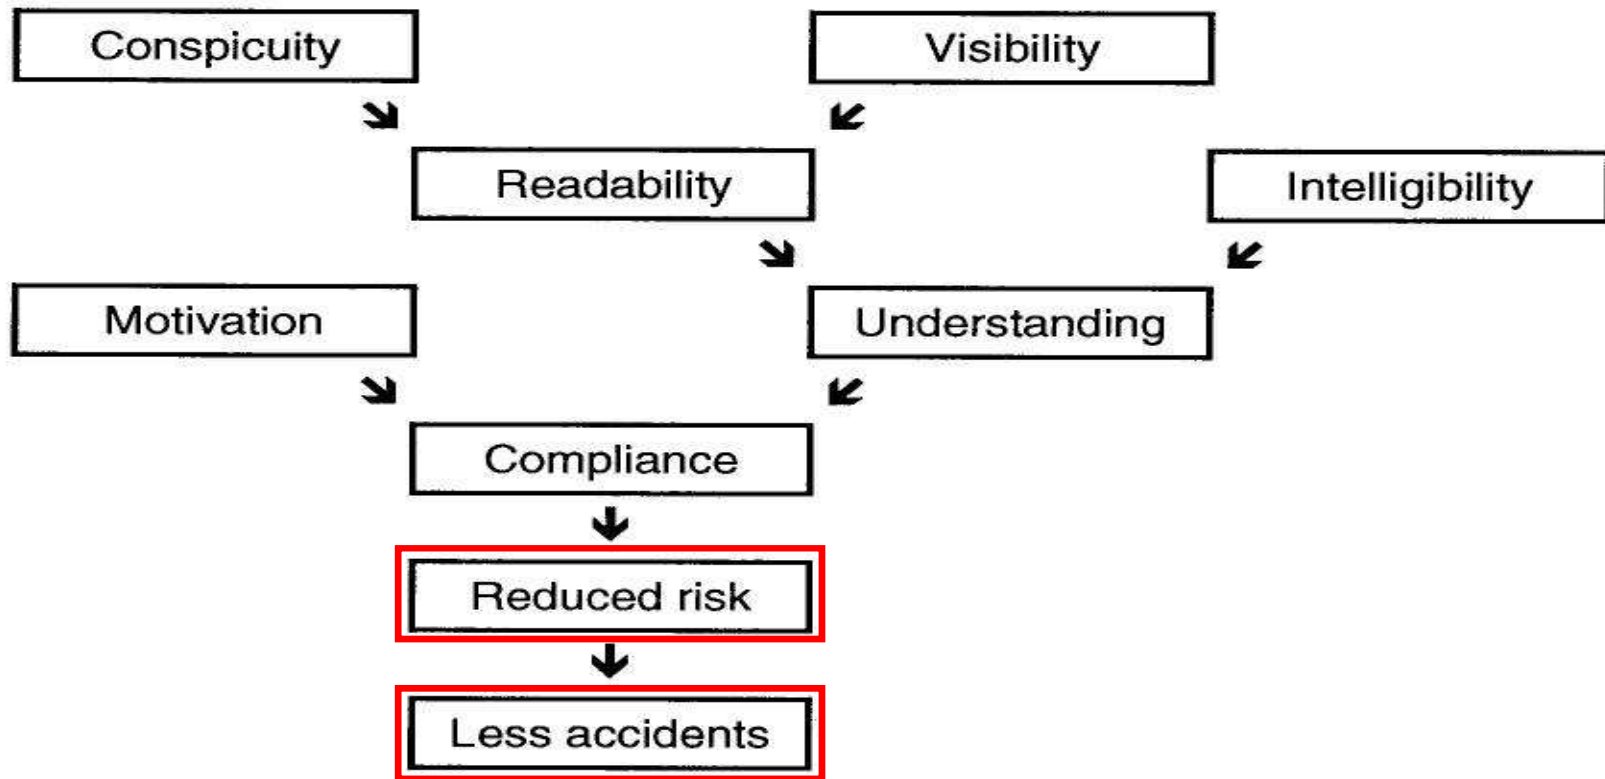 Conspicuity
Visibility
Readability
Intelligibility
Motivation
Understanding
Compliance
Reduced risk
Less accidents